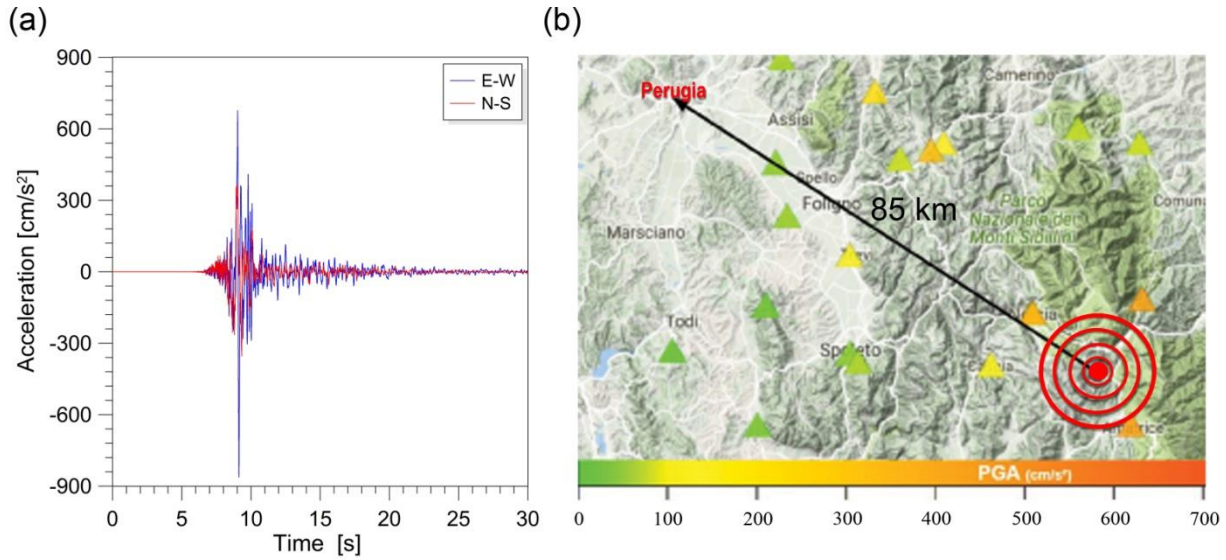 (a)
900
600
300
0
-300
-600
-900
Acceleration [cm/s²]
E-W
N-S
0 5 10 15 20 25 30
Time [s]
(b)
Perugia
Camerino
Assisi
Spello
Foligno
85 km
Parco
Nazionale dei
Monti Sibillini
Comuna
Marsciano
Todi
PGA (cm/s²)
0 100 200 300 400 500 600 700